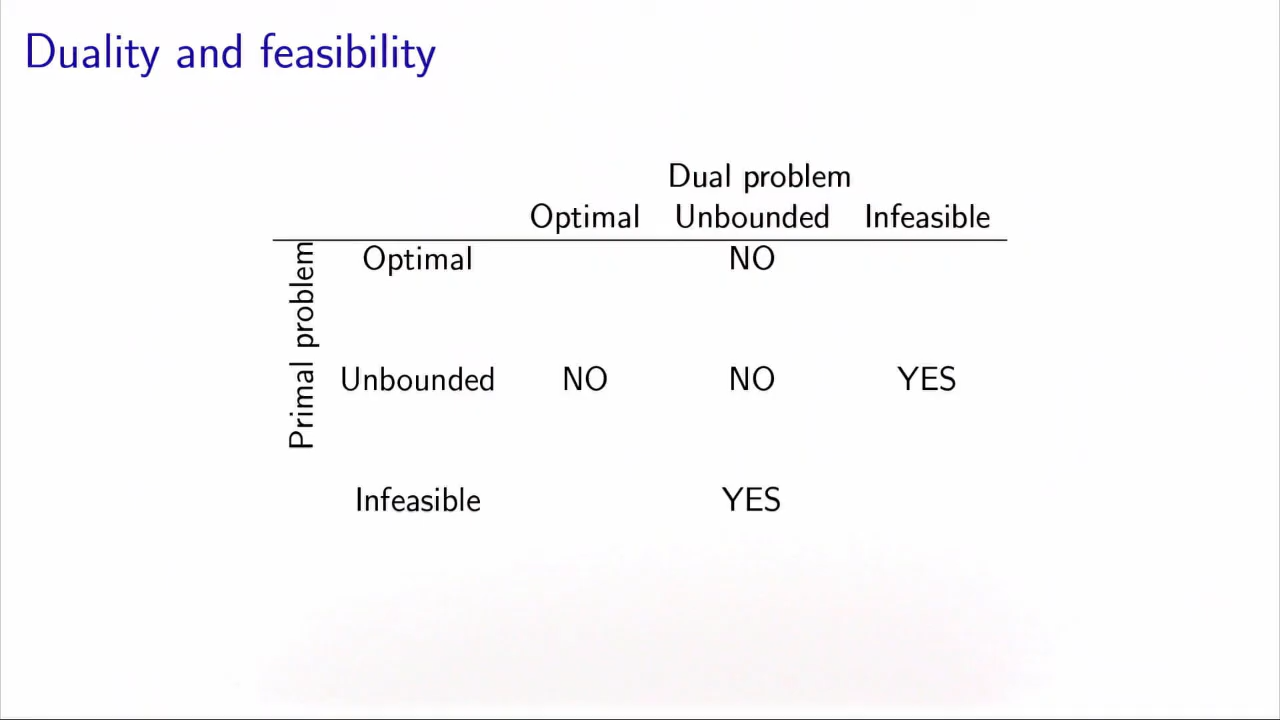 Duality and feasibility
Dual problem
Optimal Unbounded Infeasible
Primal problem
Optimal NO
Unbounded NO NO YES
Infeasible YES